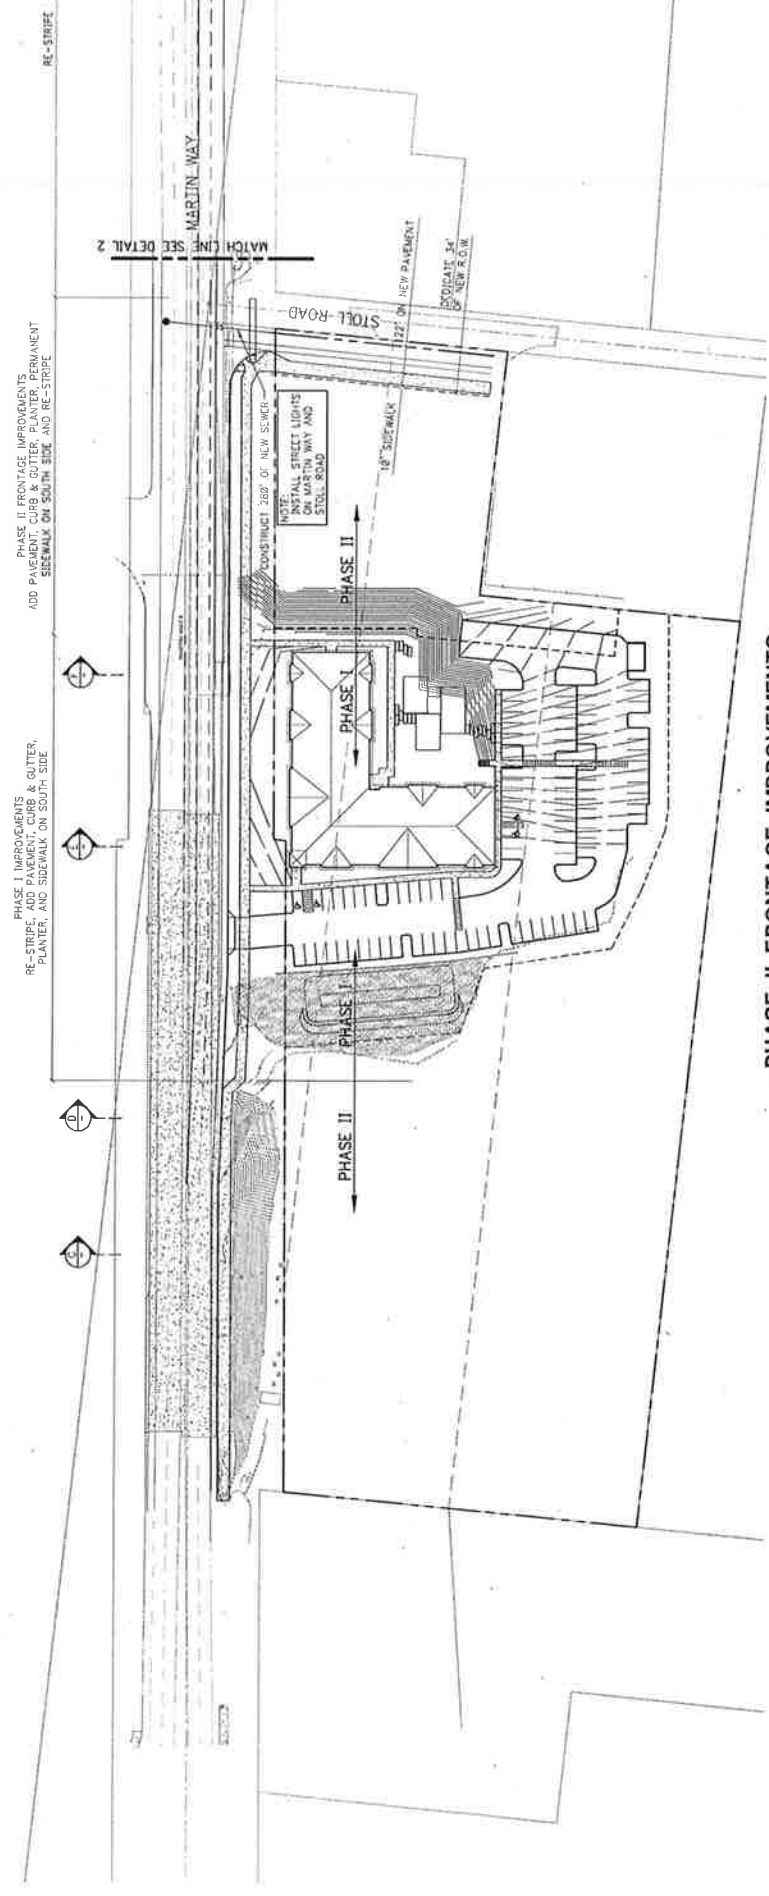 RE-STRIPE
PHASE II FRONTAGE IMPROVEMENTS
ADD PAVEMENT, CURB & GUTTER, PLANTER, PERMANENT
SIDEWALK ON SOUTH SIDE AND RE-STRIPE
PHASE I IMPROVEMENTS
RE-STRIPE, ADD PAVEMENT, CURB & GUTTER,
PLANTER, AND SIDEWALK ON SOUTH SIDE
MARTIN WAY
MATCH LINE SEE DETAIL 2
STOLL ROAD
22' ON NEW PAVEMENT
DEDICATE 34'
OF NEW R.O.W.
10' SIDEWALK
CONSTRUCT 280' OF NEW SEWER
NOTE:
INSTALL STREET LIGHTS
ON MARTIN WAY AND
STOLL ROAD
PHASE II
PHASE I
PHASE I
PHASE II
F
E
D
C
PHASE II FRONTAGE IMPROVEMENTS